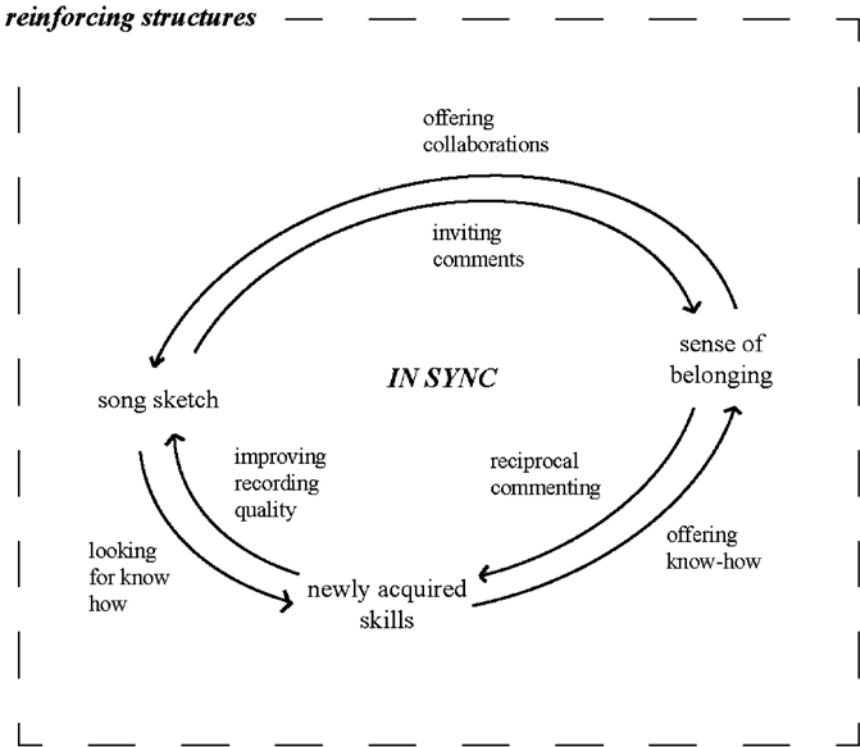 reinforcing structures
offering
collaborations
inviting
comments
sense of
belonging
IN SYNC
song sketch
improving
recording
quality
reciprocal
commenting
looking
for know
how
offering
know-how
newly acquired
skills